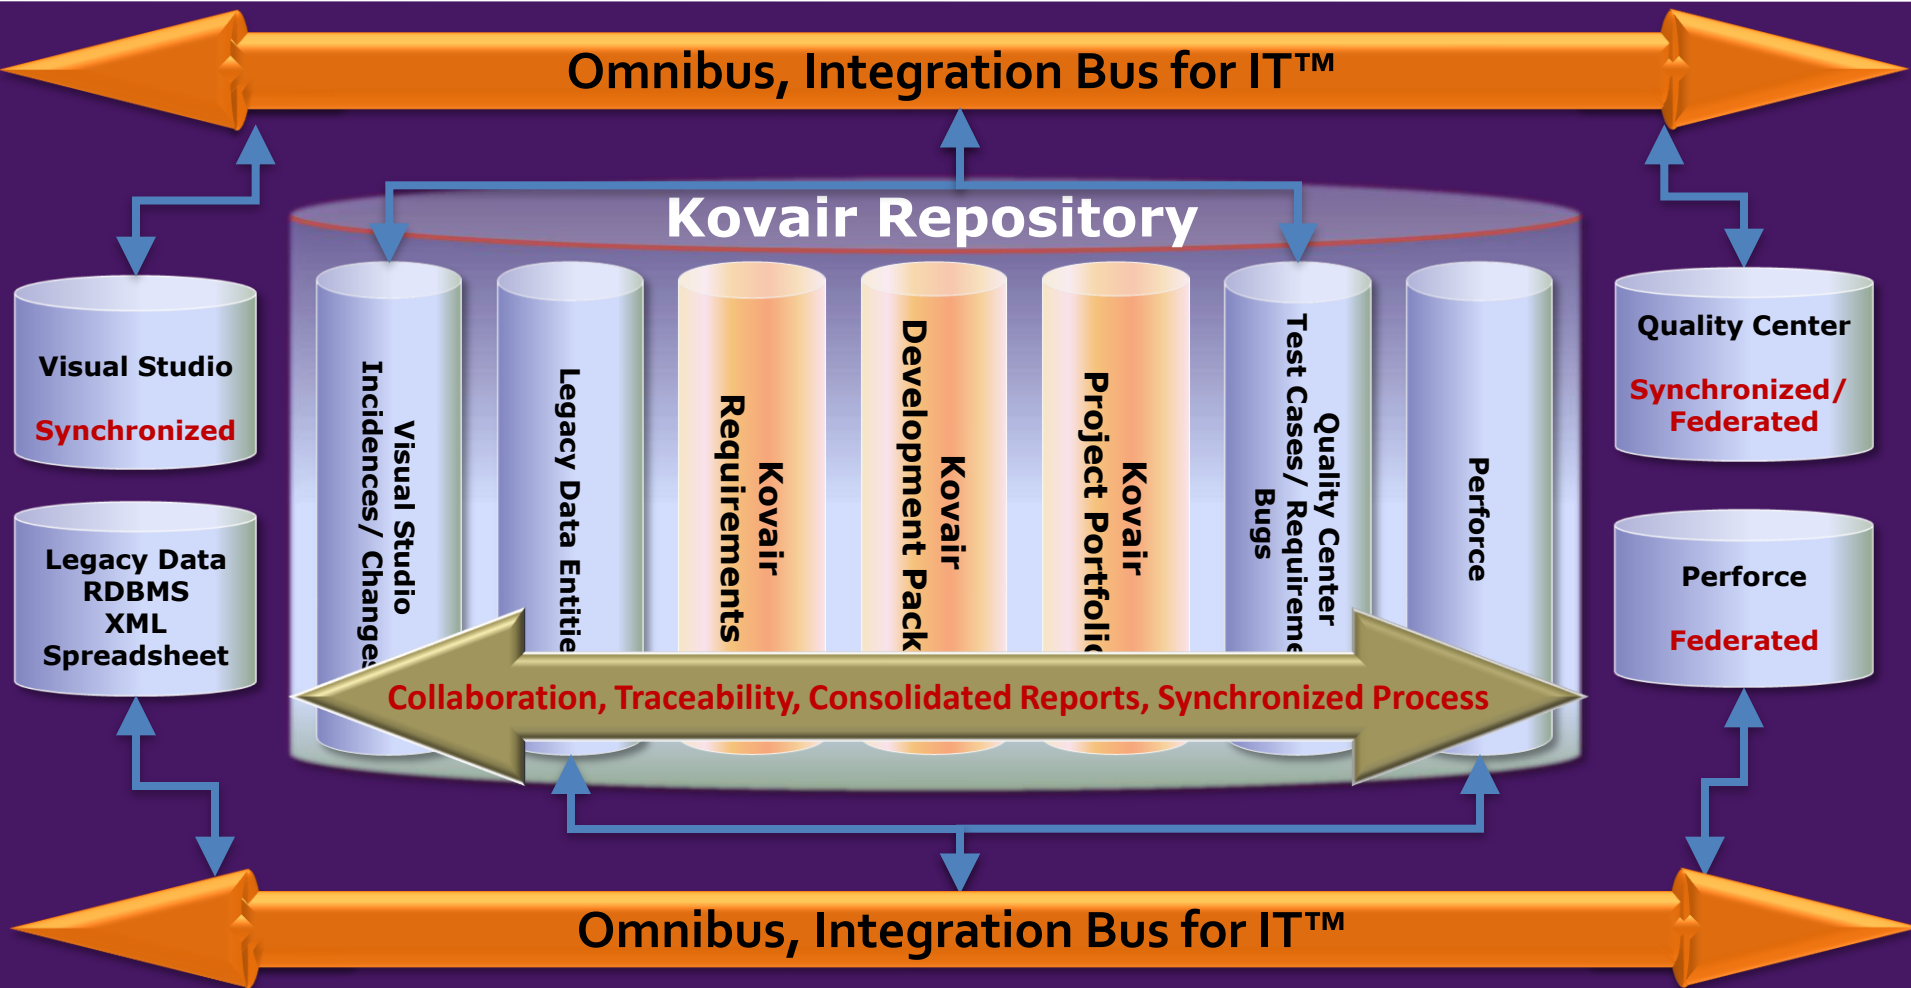 Omnibus, Integration Bus for IT™
Kovair Repository
Visual Studio
Synchronized
Legacy Data
RDBMS
XML
Spreadsheet
Visual Studio
Incidences/ Changes
Legacy Data Entitie
Kovair
Requirements
Kovair
Development Pack
Kovair
Project Portfolio
Quality Center
Test Cases/ Requireme
Bugs
Perforce
Quality Center
Synchronized/
Federated
Perforce
Federated
Collaboration, Traceability, Consolidated Reports, Synchronized Process
Omnibus, Integration Bus for IT™